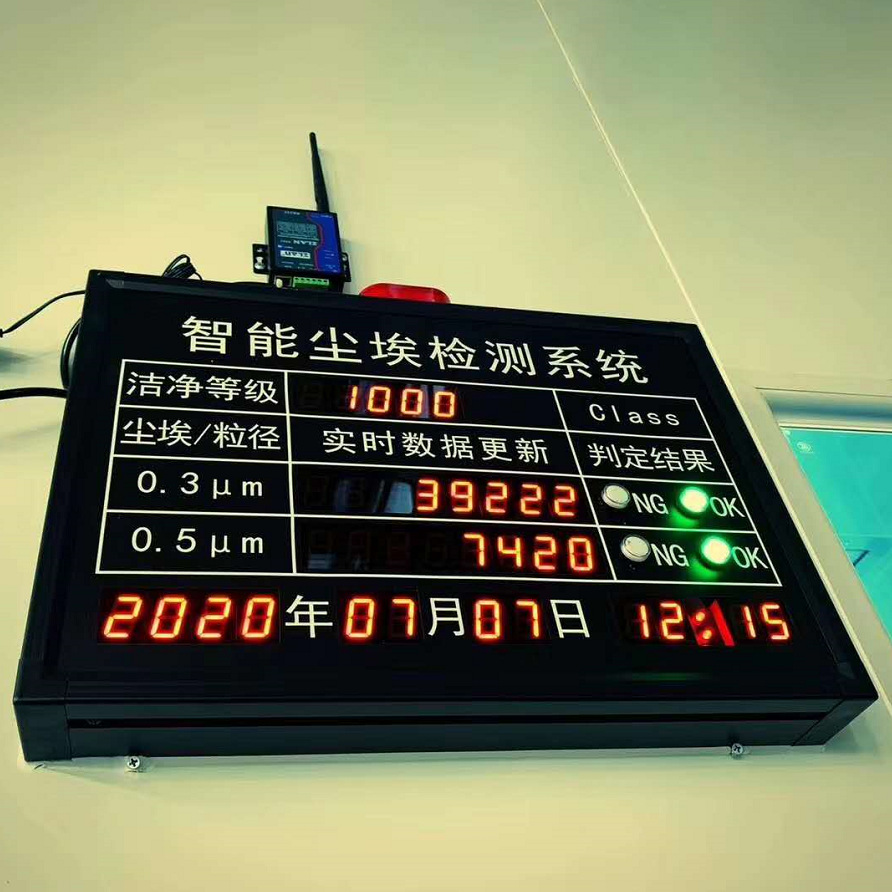 ELAN
智能尘埃检测系统
洁净等级 1000 Class
尘埃/粒径 实时数据更新 判定结果
0.3μm 39222 NG OK
0.5μm 7420 NG OK
2020年07月07日 12:15